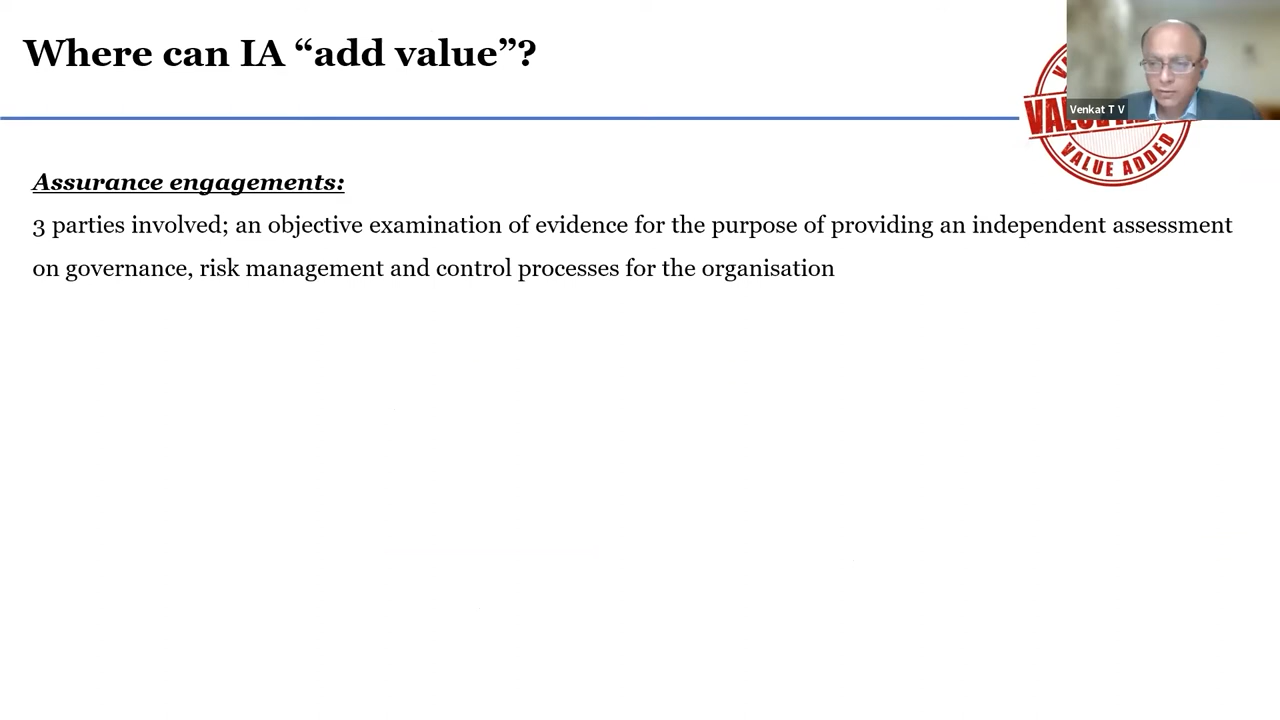 Where can IA “add value”?
Venkat T V
VALUE ADDED
Assurance engagements:
3 parties involved; an objective examination of evidence for the purpose of providing an independent assessment
on governance, risk management and control processes for the organisation